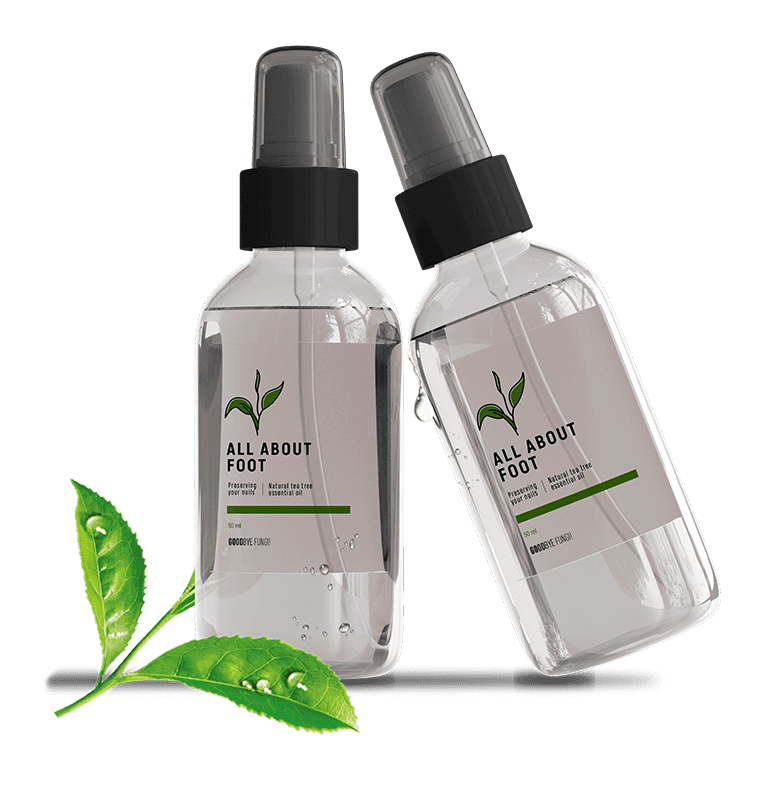 ALL ABOUT
FOOT
Preserving
your nails
Natural tea tree
essential oil
50 ml
GOODBYE FUNGI!
ALL ABOUT
FOOT
Preserving
your nails
Natural tea tree
essential oil
50 ml
GOODBYE FUNGI!